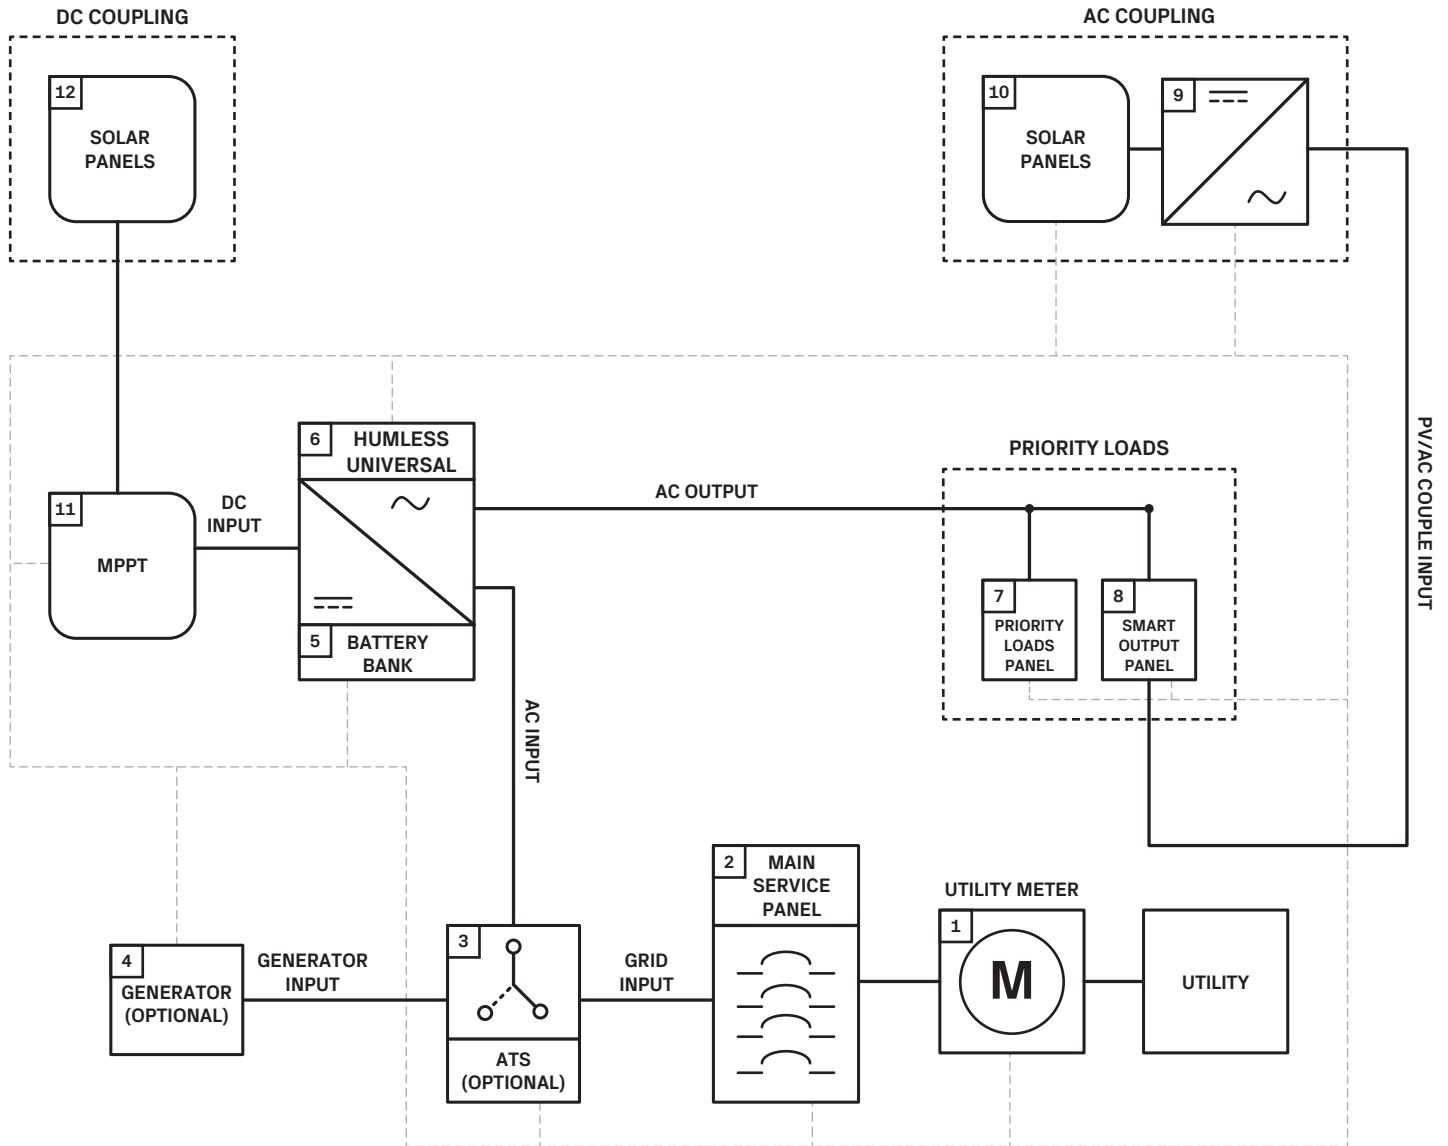 DC COUPLING
AC COUPLING
12
SOLAR
PANELS
10
SOLAR
PANELS
9
PV/AC COUPLE INPUT
6
HUMLESS
UNIVERSAL
5
BATTERY
BANK
11
MPPT
DC
INPUT
AC OUTPUT
PRIORITY LOADS
7
PRIORITY
LOADS
PANEL
8
SMART
OUTPUT
PANEL
AC INPUT
4
GENERATOR
(OPTIONAL)
GENERATOR
INPUT
3
ATS
(OPTIONAL)
GRID
INPUT
2
MAIN
SERVICE
PANEL
UTILITY METER
1
M
UTILITY